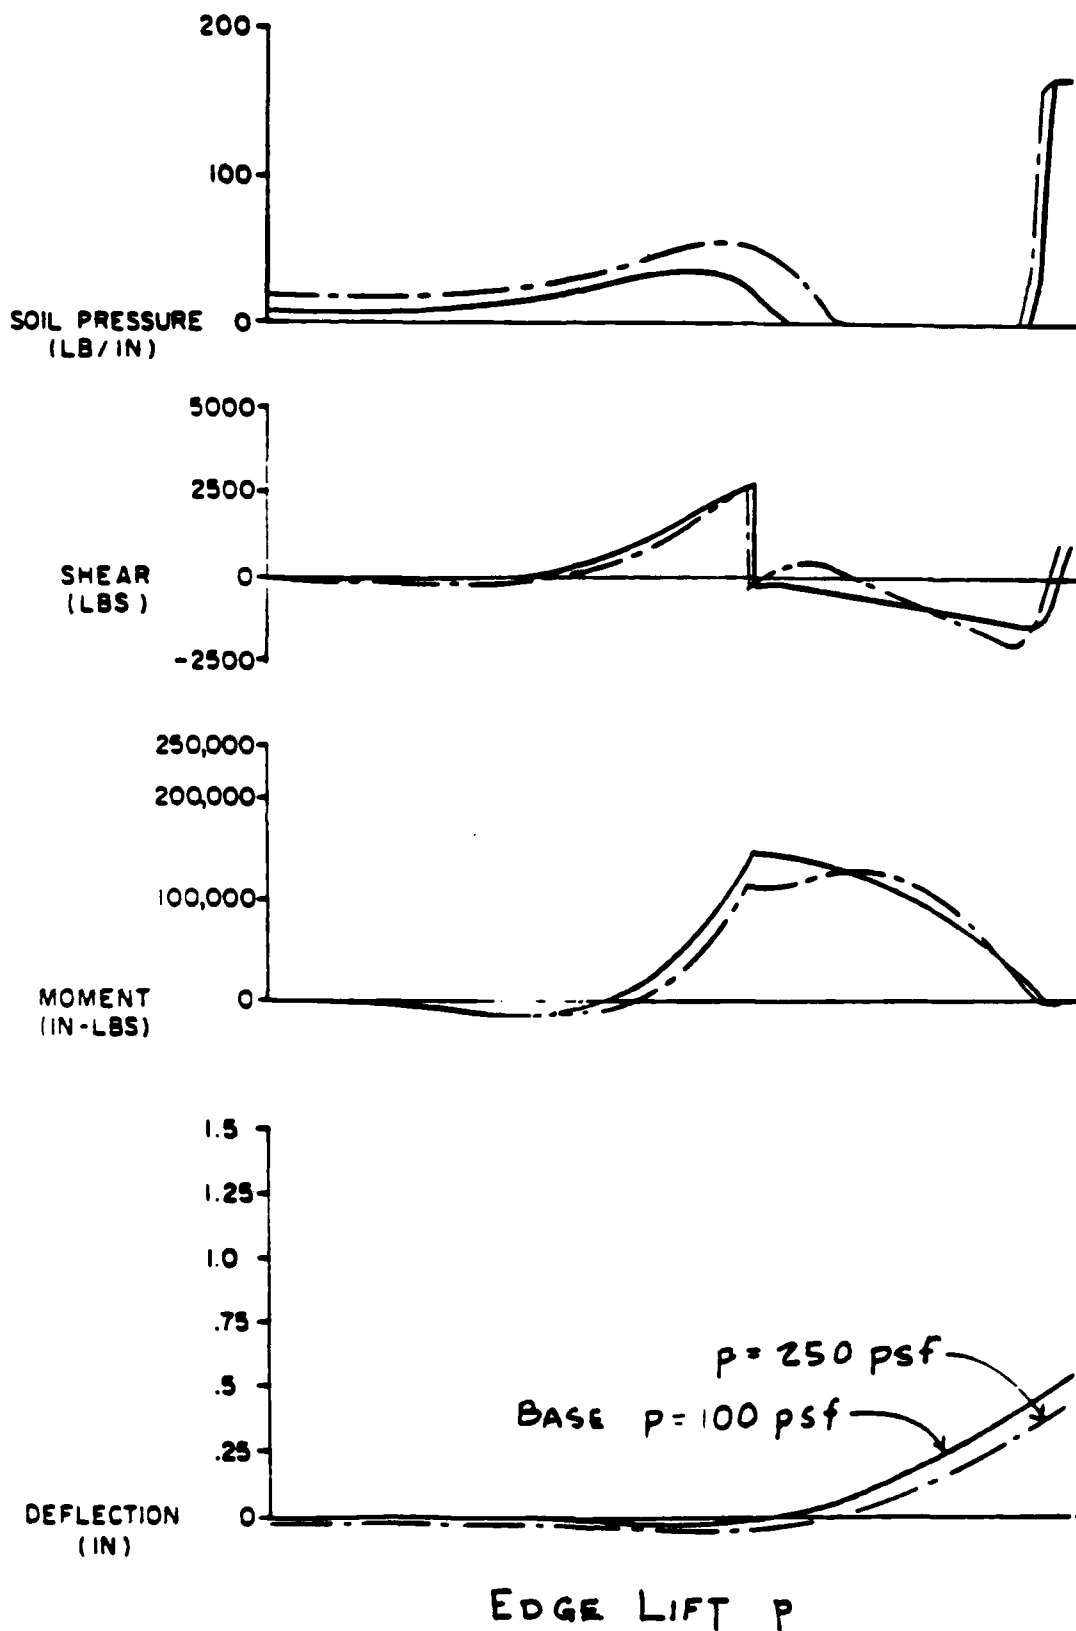 200
100
0
SOIL PRESSURE
(LB/IN)
5000
2500
0
SHEAR
(LBS)
-2500
250,000
200,000
100,000
0
MOMENT
(IN-LBS)
1.5
1.25
1.0
.75
.5
.25
0
p = 250 psf
BASE p = 100 psf
DEFLECTION
(IN)
EDGE LIFT p